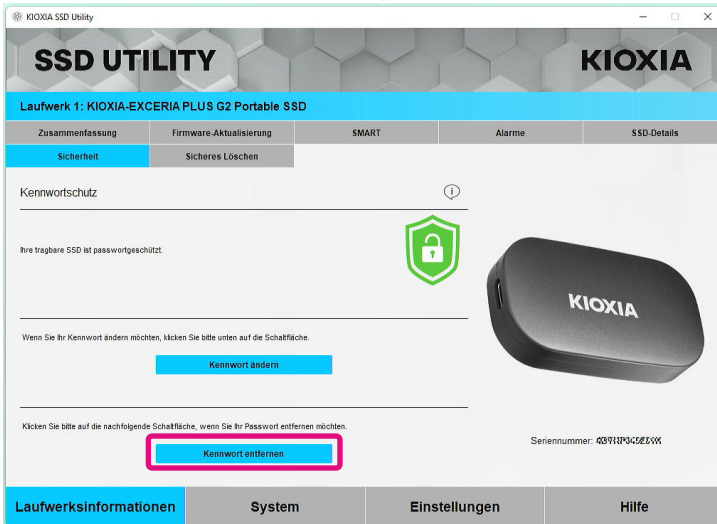 KIOXIA SSD Utility
SSD UTILITY
KIOXIA
Laufwerk 1: KIOXIA-EXCERIA PLUS G2 Portable SSD
Zusammenfassung Firmware-Aktualisierung SMART Alarme SSD-Details
Sicherheit Sicheres Löschen
Kennwortschutz
Ihre tragbare SSD ist passwortgeschützt.
KIOXIA
Wenn Sie Ihr Kennwort ändern möchten, klicken Sie bitte unten auf die Schaltfläche.
Kennwort ändern
Klicken Sie bitte auf die nachfolgende Schaltfläche, wenn Sie Ihr Passwort entfernen möchten.
Kennwort entfernen
Seriennummer:
Laufwerksinformationen System Einstellungen Hilfe